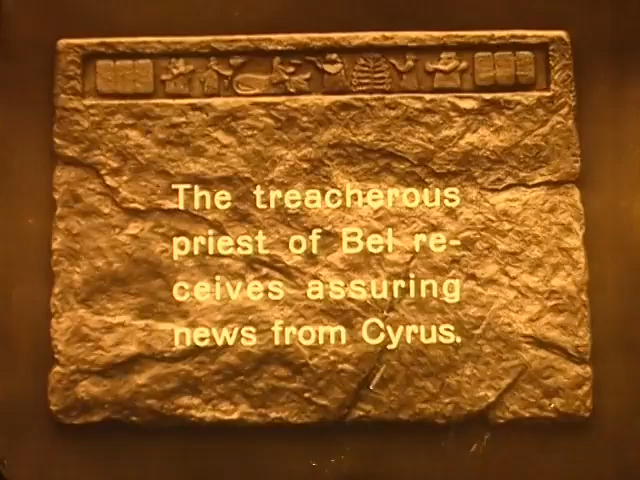 The treacherous
priest of Bel re-
ceives assuring
news from Cyrus.